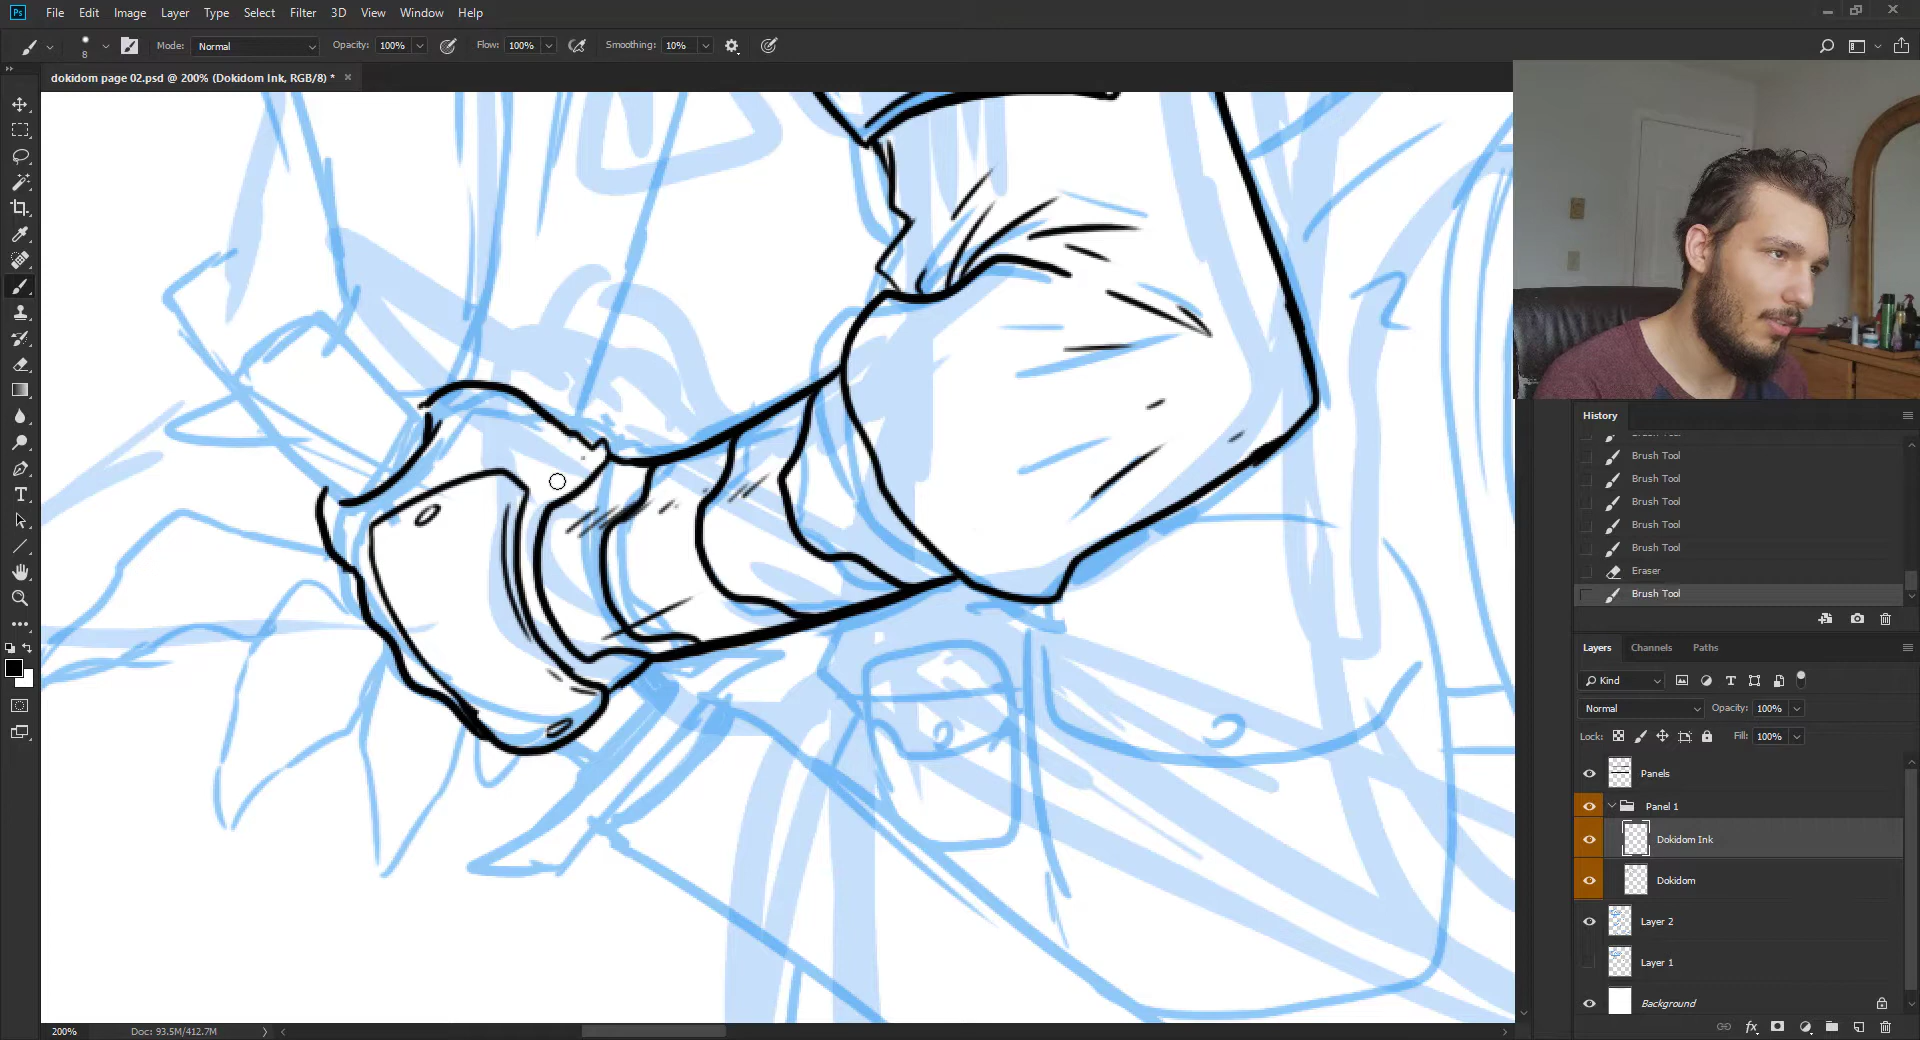 Ps File Edit Image Layer Type Select Filter 3D View Window Help
8 Mode: Normal Opacity: 100% Flow: 100% Smoothing: 10%
dokidom page 02.psd @ 200% (Dokidom Ink, RGB/8) * ×
History
Brush Tool
Brush Tool
Brush Tool
Brush Tool
Brush Tool
Eraser
Brush Tool
Layers Channels Paths
Kind
Normal Opacity: 100%
Lock: Fill: 100%
Panels
Panel 1
Dokidom Ink
Dokidom
Layer 2
Layer 1
Background
200% Doc: 93.5M/412.7M
fx